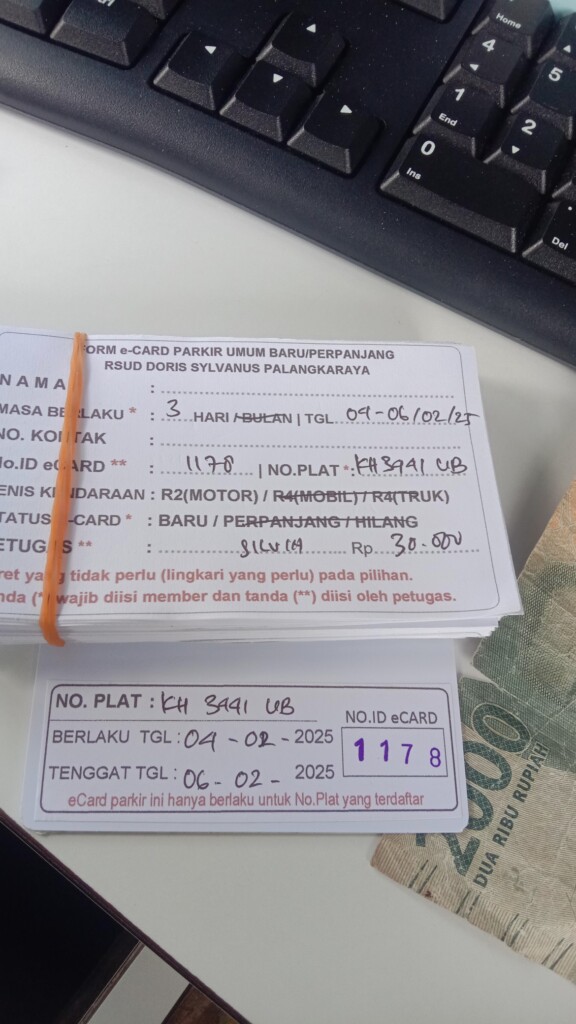 Home
4
5
1
End
2
0
Ins
Del
FORM e-CARD PARKIR UMUM BARU/PERPANJANG
RSUD DORIS SYLVANUS PALANGKARAYA
NAMA :
MASA BERLAKU * : 3 HARI /BULAN | TGL 04-06/02/25
NO. KONTAK :
No.ID eCARD ** : 1178 | NO.PLAT *: KH 3441 UB
JENIS KENDARAAN : R2(MOTOR) / R4(MOBIL) / R4(TRUK)
STATUS e-CARD * : BARU / PERPANJANG / HILANG
PETUGAS ** : SILVIA Rp 30.000
ret yang tidak perlu (lingkari yang perlu) pada pilihan.
nda (*) wajib diisi member dan tanda (**) diisi oleh petugas.
NO. PLAT : KH 3441 UB
NO.ID eCARD
BERLAKU TGL : 04 - 02 - 2025
1178
TENGGAT TGL : 06 - 02 - 2025
eCard parkir ini hanya berlaku untuk No.Plat yang terdaftar
2000
DUA RIBU RUPIAH